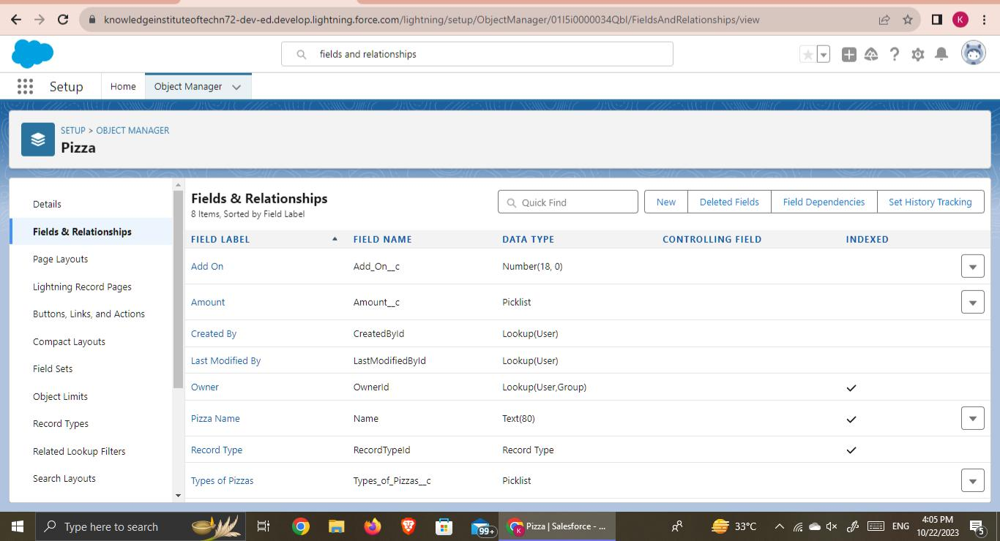 knowledgeinstituteoftechn72-dev-ed.develop.lightning.force.com/lightning/setup/ObjectManager/01I5i0000034QbI/FieldsAndRelationships/view
K
fields and relationships
Setup
Home
Object Manager
SETUP > OBJECT MANAGER
Pizza
Details
Fields & Relationships
Page Layouts
Lightning Record Pages
Buttons, Links, and Actions
Compact Layouts
Field Sets
Object Limits
Record Types
Related Lookup Filters
Search Layouts
Fields & Relationships
8 Items, Sorted by Field Label
Quick Find
New
Deleted Fields
Field Dependencies
Set History Tracking
FIELD LABEL FIELD NAME DATA TYPE CONTROLLING FIELD INDEXED
Add On Add_On__c Number(18, 0)
Amount Amount__c Picklist
Created By CreatedById Lookup(User)
Last Modified By LastModifiedById Lookup(User)
Owner OwnerId Lookup(User,Group)
Pizza Name Name Text(80)
Record Type RecordTypeId Record Type
Types of Pizzas Types_of_Pizzas__c Picklist
Type here to search
99+
K
Pizza | Salesforce - ...
33°C
ENG
4:05 PM
10/22/2023
5